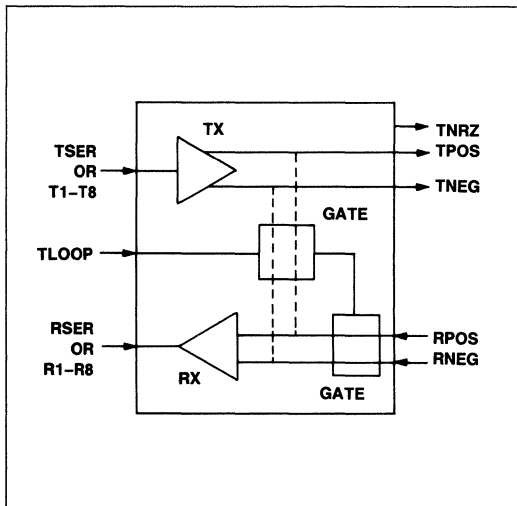 TX
TNRZ
TSER
OR
T1–T8
TPOS
TNEG
GATE
TLOOP
RSER
OR
R1–R8
RX
GATE
RPOS
RNEG